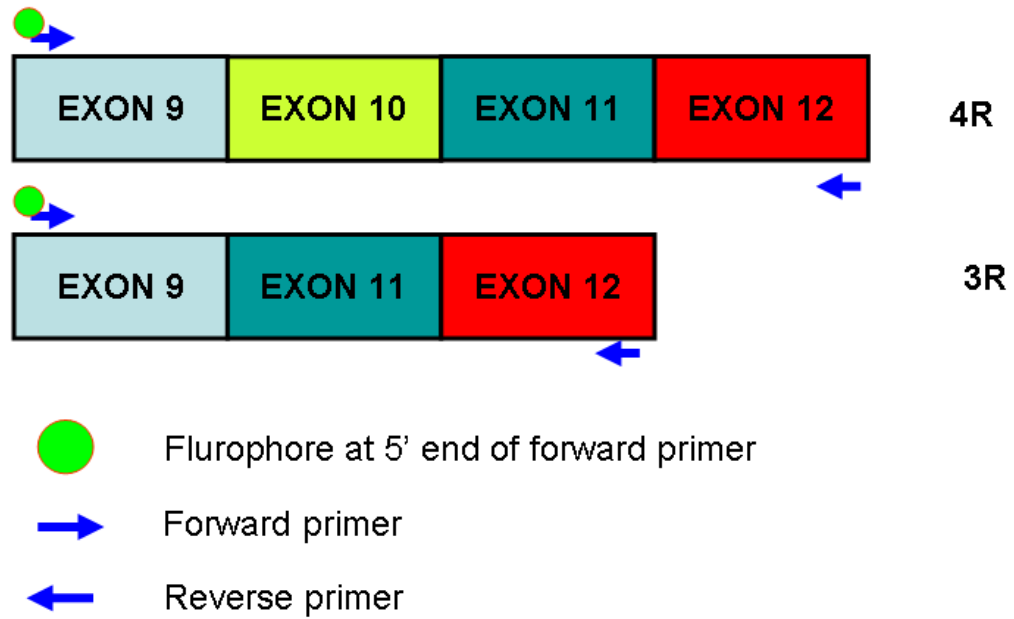 EXON 9 EXON 10 EXON 11 EXON 12 4R
EXON 9 EXON 11 EXON 12 3R
Flurophore at 5’ end of forward primer
Forward primer
Reverse primer